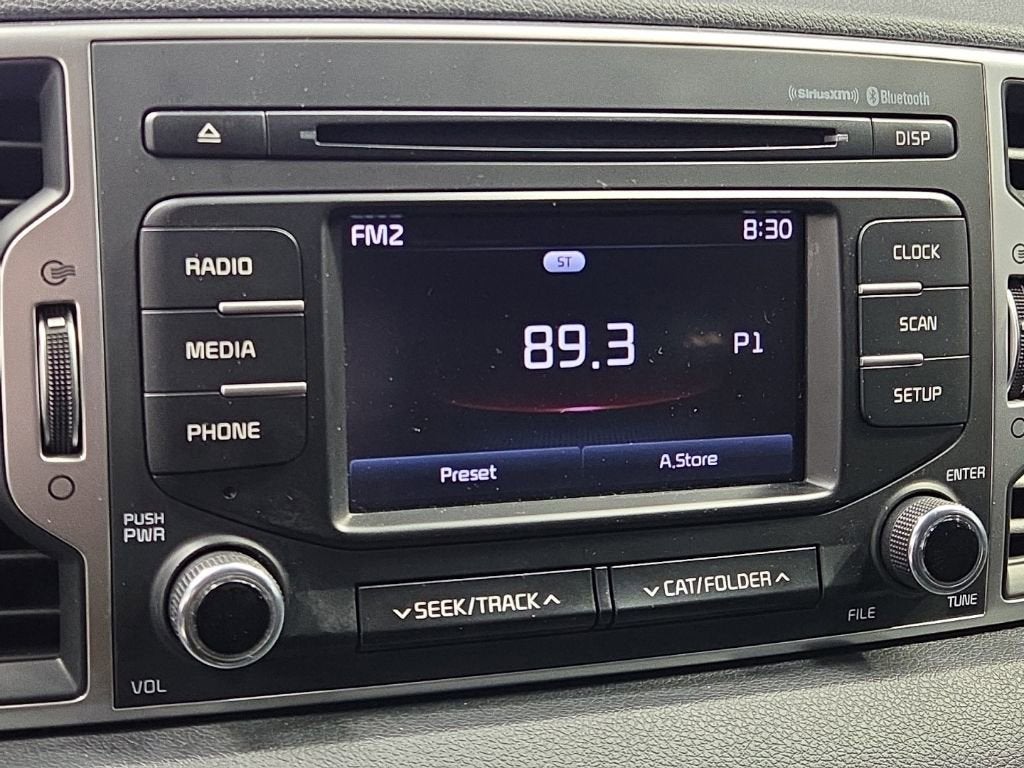 SiriusXM Bluetooth
DISP
FM2 8:30
ST
RADIO
CLOCK
89.3 P1
MEDIA
SCAN
PHONE
SETUP
Preset A.Store
ENTER
PUSH
PWR
SEEK/TRACK
CAT/FOLDER
TUNE
FILE
VOL